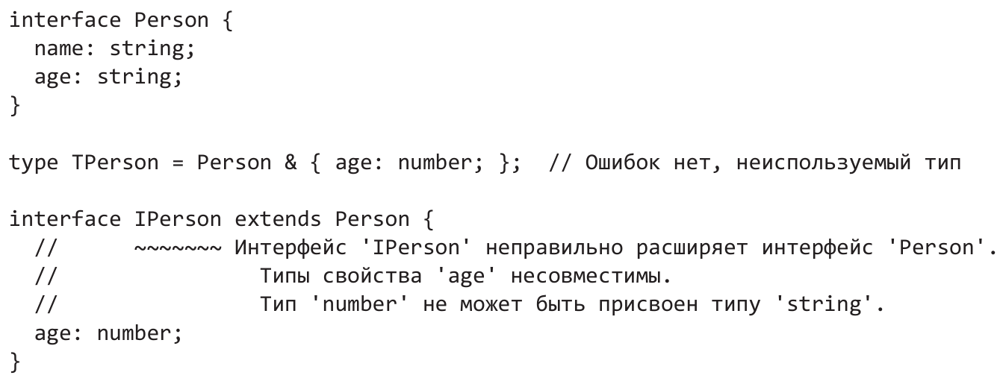 interface Person {
  name: string;
  age: string;
}

type TPerson = Person & { age: number; };  // Ошибок нет, неиспользуемый тип

interface IPerson extends Person {
  //      ~~~~~~~ Интерфейс 'IPerson' неправильно расширяет интерфейс 'Person'.
  //                Типы свойства 'age' несовместимы.
  //                Тип 'number' не может быть присвоен типу 'string'.
  age: number;
}